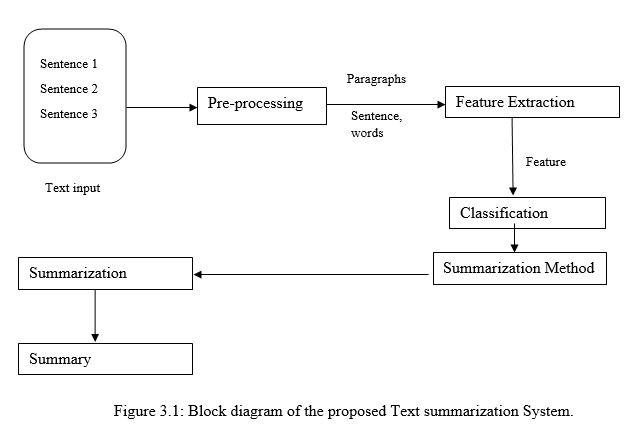 Sentence 1
Sentence 2
Sentence 3
Text input
Pre-processing
Paragraphs
Sentence,
words
Feature Extraction
Feature
Classification
Summarization Method
Summarization
Summary
Figure 3.1: Block diagram of the proposed Text summarization System.